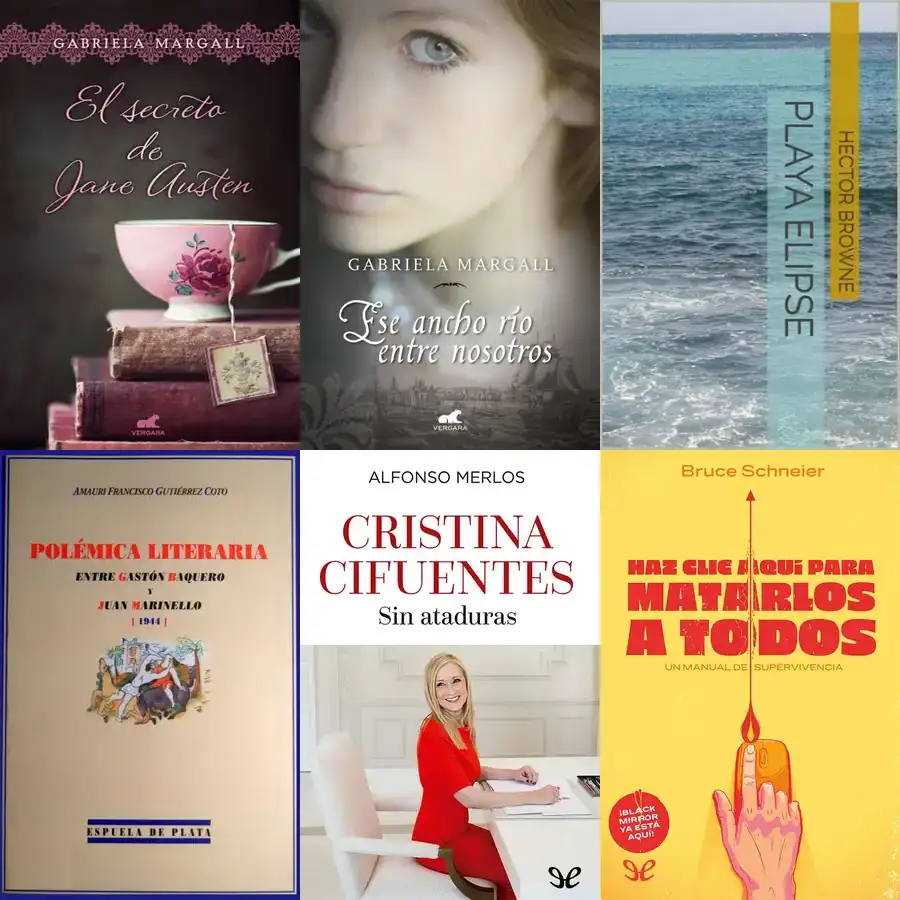 GABRIELA MARGALL
El secreto
de
Jane Austen
VERGARA
GABRIELA MARGALL
Ese ancho río
entre nosotros
VERGARA
HECTOR BROWNE
PLAYA ELIPSE
AMAURI FRANCISCO GUTIÉRREZ COTO
POLÉMICA LITERARIA
ENTRE GASTÓN BAQUERO
Y
JUAN MARINELLO
[ 1944 ]
ESPUELA DE PLATA
ALFONSO MERLOS
CRISTINA
CIFUENTES
Sin ataduras
Bruce Schneier
HAZ CLIC AQUÍ PARA
MATARLOS
A TODOS
UN MANUAL DE SUPERVIVENCIA
¡BLACK
MIRROR
YA ESTÁ
AQUÍ!